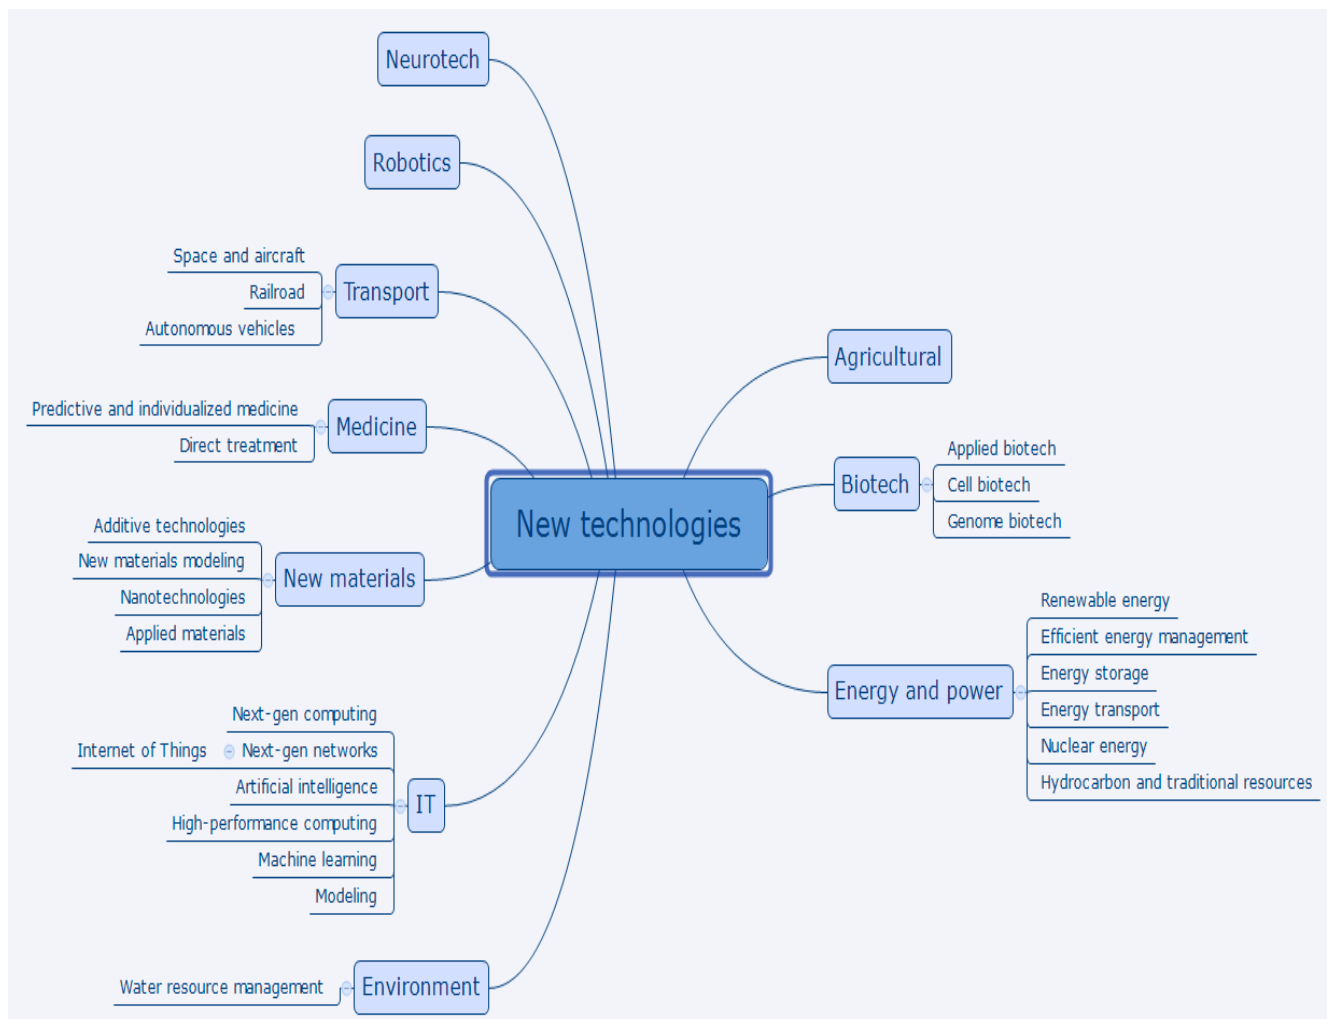 Neurotech
Robotics
Space and aircraft
Railroad
Autonomous vehicles
Transport
Predictive and individualized medicine
Direct treatment
Medicine
Additive technologies
New materials modeling
Nanotechnologies
Applied materials
New materials
Next-gen computing
Internet of Things
Next-gen networks
Artificial intelligence
High-performance computing
Machine learning
Modeling
IT
Water resource management
Environment
New technologies
Agricultural
Biotech
Applied biotech
Cell biotech
Genome biotech
Energy and power
Renewable energy
Efficient energy management
Energy storage
Energy transport
Nuclear energy
Hydrocarbon and traditional resources